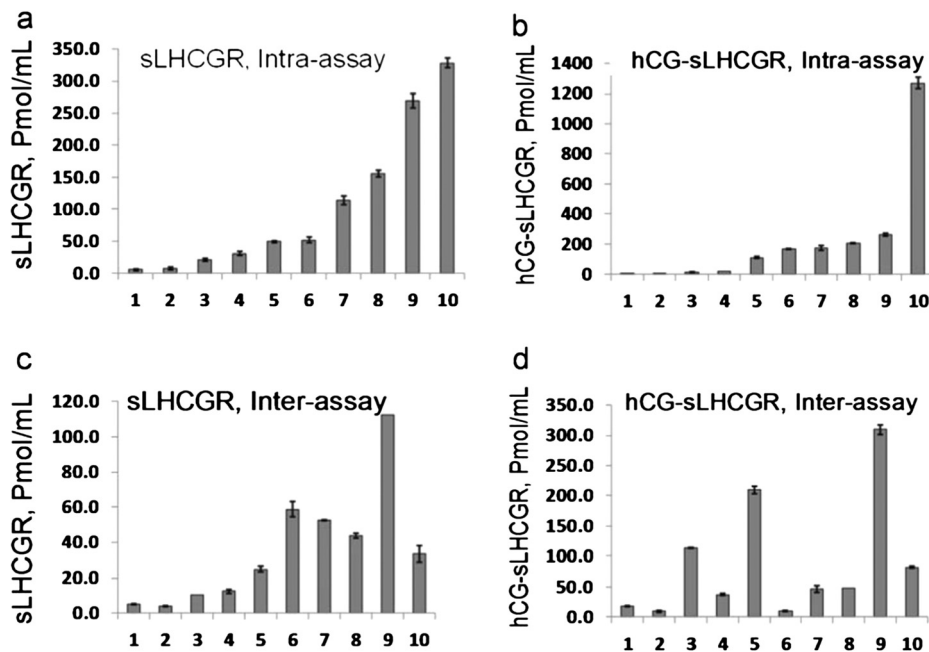 a
sLHCGR, Intra-assay
sLHCGR, Pmol/mL
350.0
300.0
250.0
200.0
150.0
100.0
50.0
0.0
1 2 3 4 5 6 7 8 9 10
b
hCG-sLHCGR, Intra-assay
hCG-sLHCGR, Pmol/mL
1400
1200
1000
800
600
400
200
0
1 2 3 4 5 6 7 8 9 10
c
sLHCGR, Inter-assay
sLHCGR, Pmol/mL
120.0
100.0
80.0
60.0
40.0
20.0
0.0
1 2 3 4 5 6 7 8 9 10
d
hCG-sLHCGR, Inter-assay
hCG-sLHCGR, Pmol/mL
350.0
300.0
250.0
200.0
150.0
100.0
50.0
0.0
1 2 3 4 5 6 7 8 9 10